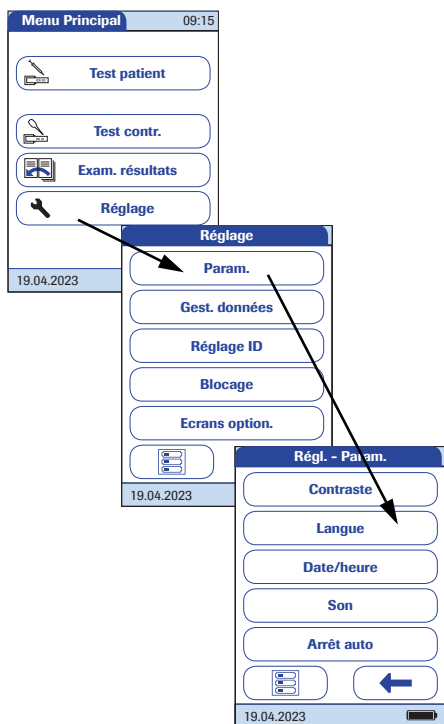 Menu Principal 09:15
Test patient
Test contr.
Exam. résultats
Réglage
19.04.2023
Réglage
Param.
Gest. données
Réglage ID
Blocage
Ecrans option.
19.04.2023
Régl. - Param.
Contraste
Langue
Date/heure
Son
Arrêt auto
19.04.2023